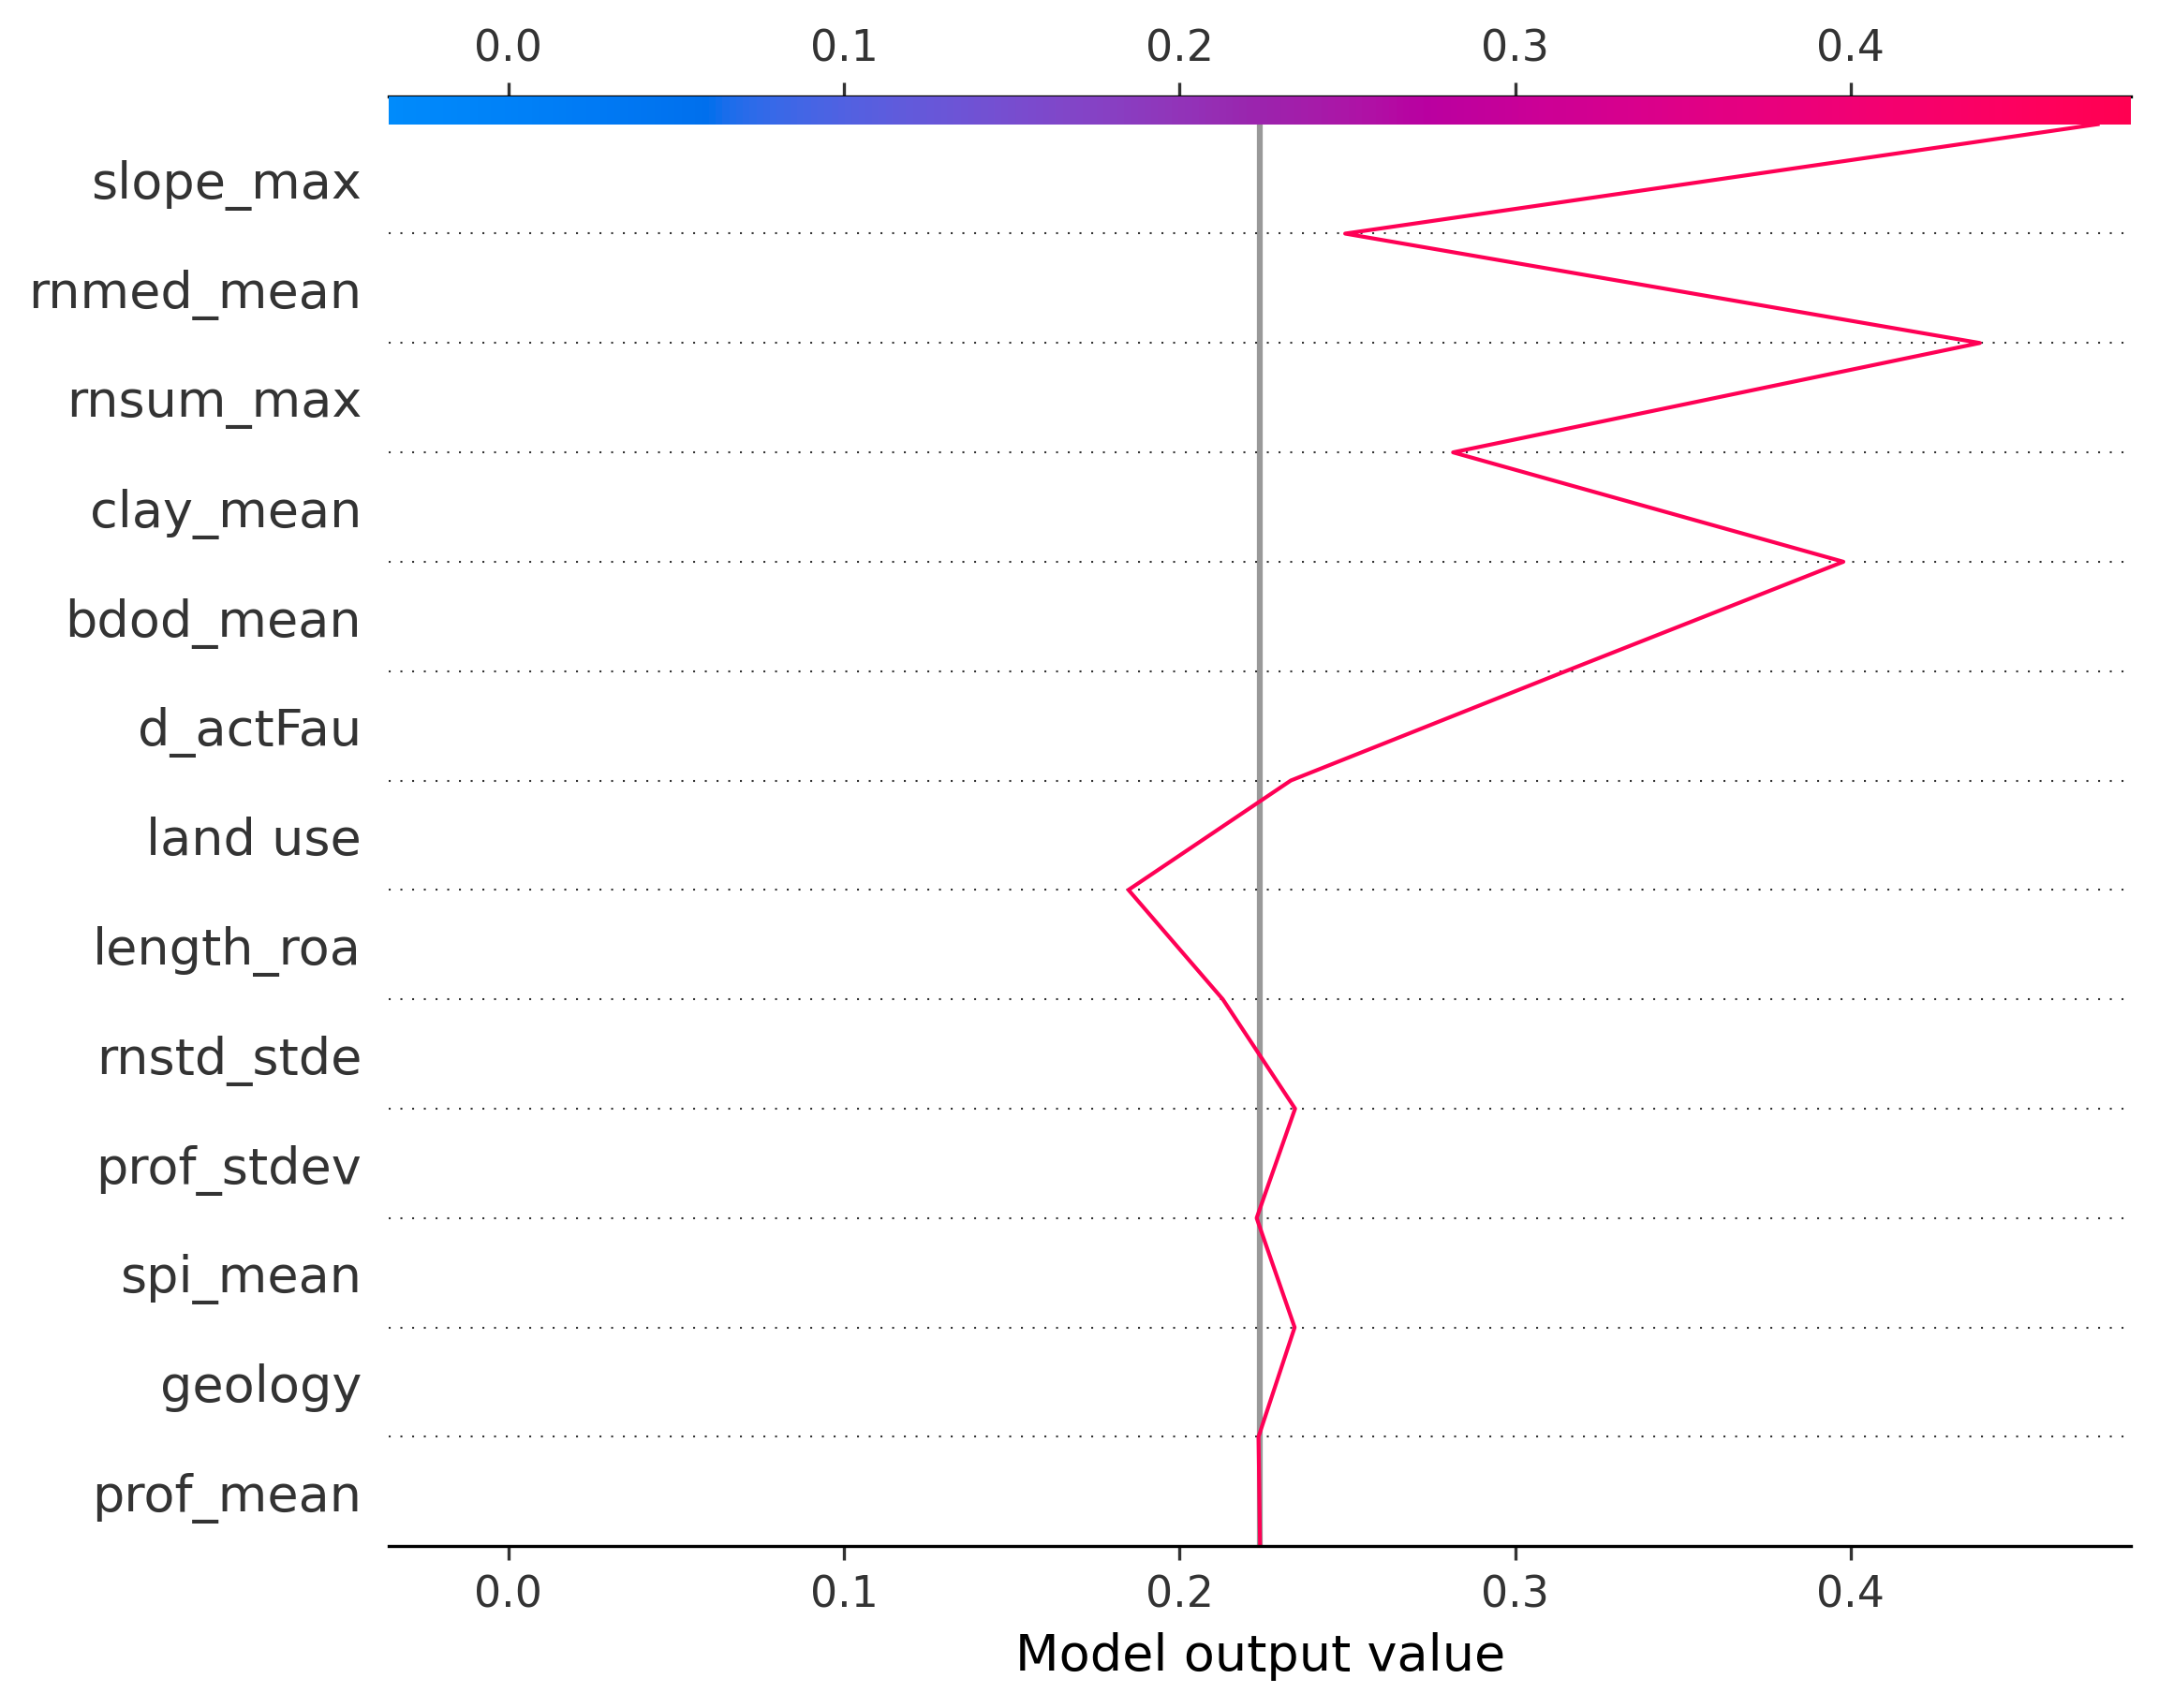 0.0 0.1 0.2 0.3 0.4
slope_max
rnmed_mean
rnsum_max
clay_mean
bdod_mean
d_actFau
land use
length_roa
rnstd_stde
prof_stdev
spi_mean
geology
prof_mean
0.0 0.1 0.2 0.3 0.4
Model output value